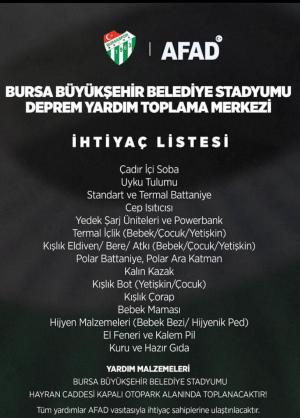 BURSASPOR
AFAD
BURSA BÜYÜKŞEHİR BELEDİYE STADYUMU
DEPREM YARDIM TOPLAMA MERKEZİ
İHTİYAÇ LİSTESİ
Çadır İçi Soba
Uyku Tulumu
Standart ve Termal Battaniye
Cep Isıtıcısı
Yedek Şarj Üniteleri ve Powerbank
Termal İçlik (Bebek/Çocuk/Yetişkin)
Kışlık Eldiven/ Bere/ Atkı (Bebek/Çocuk/Yetişkin)
Polar Battaniye, Polar Ara Katman
Kalın Kazak
Kışlık Bot (Yetişkin/Çocuk)
Kışlık Çorap
Bebek Maması
Hijyen Malzemeleri (Bebek Bezi/ Hijyenik Ped)
El Feneri ve Kalem Pil
Kuru ve Hazır Gıda
YARDIM MALZEMELERİ
BURSA BÜYÜKŞEHİR BELEDİYE STADYUMU
HAYRAN CADDESİ KAPALI OTOPARK ALANINDA TOPLANACAKTIR!
Tüm yardımlar AFAD vasıtasıyla ihtiyaç sahiplerine ulaştırılacaktır.